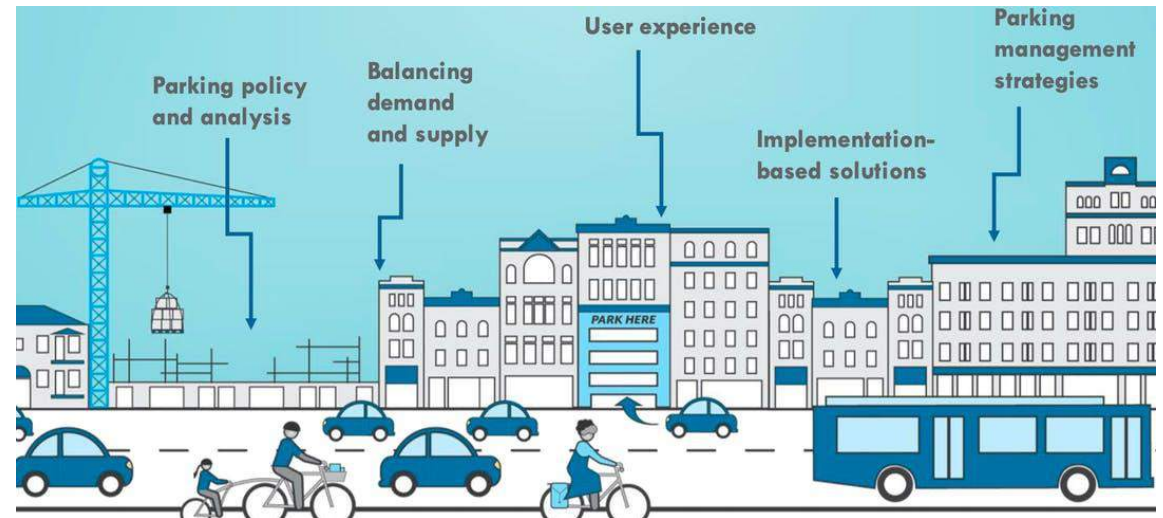 Parking policy
and analysis
Balancing
demand
and supply
User experience
Implementation-
based solutions
Parking
management
strategies
PARK HERE